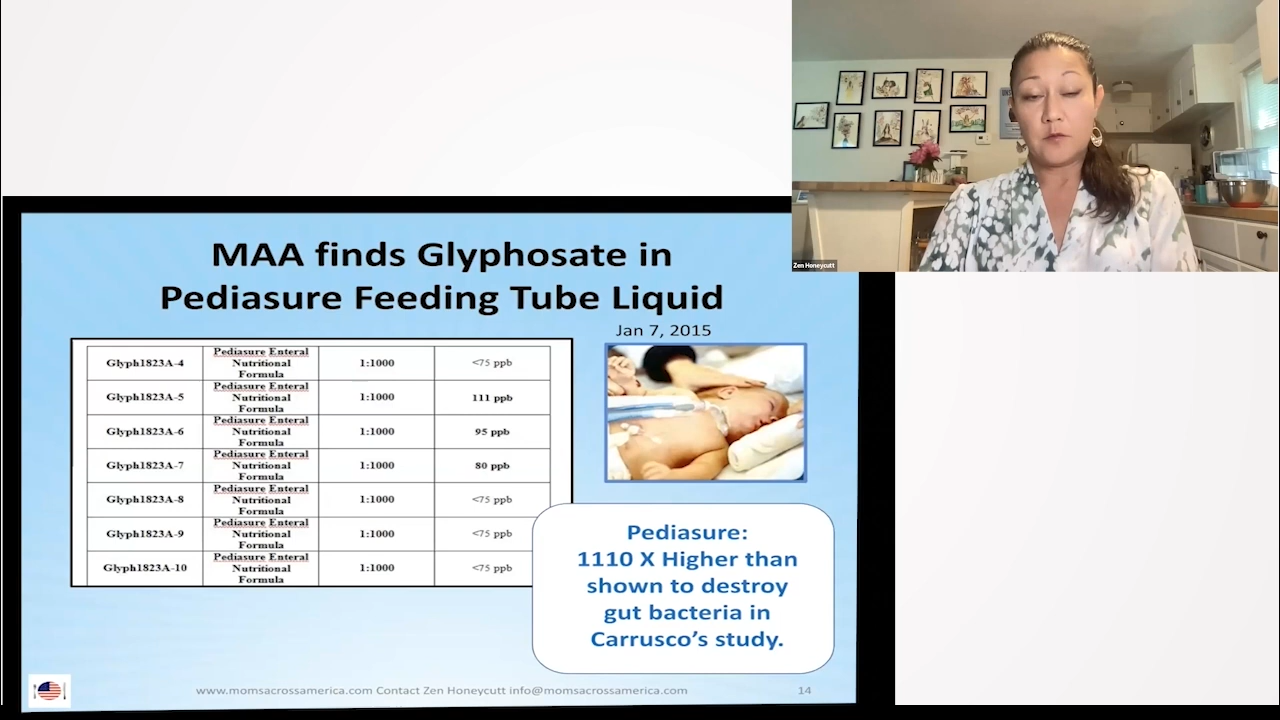 Zen Honeycutt
MAA finds Glyphosate in
Pediasure Feeding Tube Liquid
Jan 7, 2015
Glyph1823A-4
Pediasure Enteral
Nutritional
Formula
1:1000
<75 ppb
Glyph1823A-5
Pediasure Enteral
Nutritional
Formula
1:1000
111 ppb
Glyph1823A-6
Pediasure Enteral
Nutritional
Formula
1:1000
95 ppb
Glyph1823A-7
Pediasure Enteral
Nutritional
Formula
1:1000
80 ppb
Glyph1823A-8
Pediasure Enteral
Nutritional
Formula
1:1000
<75 ppb
Glyph1823A-9
Pediasure Enteral
Nutritional
Formula
1:1000
<75 ppb
Glyph1823A-10
Pediasure Enteral
Nutritional
Formula
1:1000
<75 ppb
Pediasure:
1110 X Higher than
shown to destroy
gut bacteria in
Carrusco's study.
www.momsacrossamerica.com Contact Zen Honeycutt info@momsacrossamerica.com
14